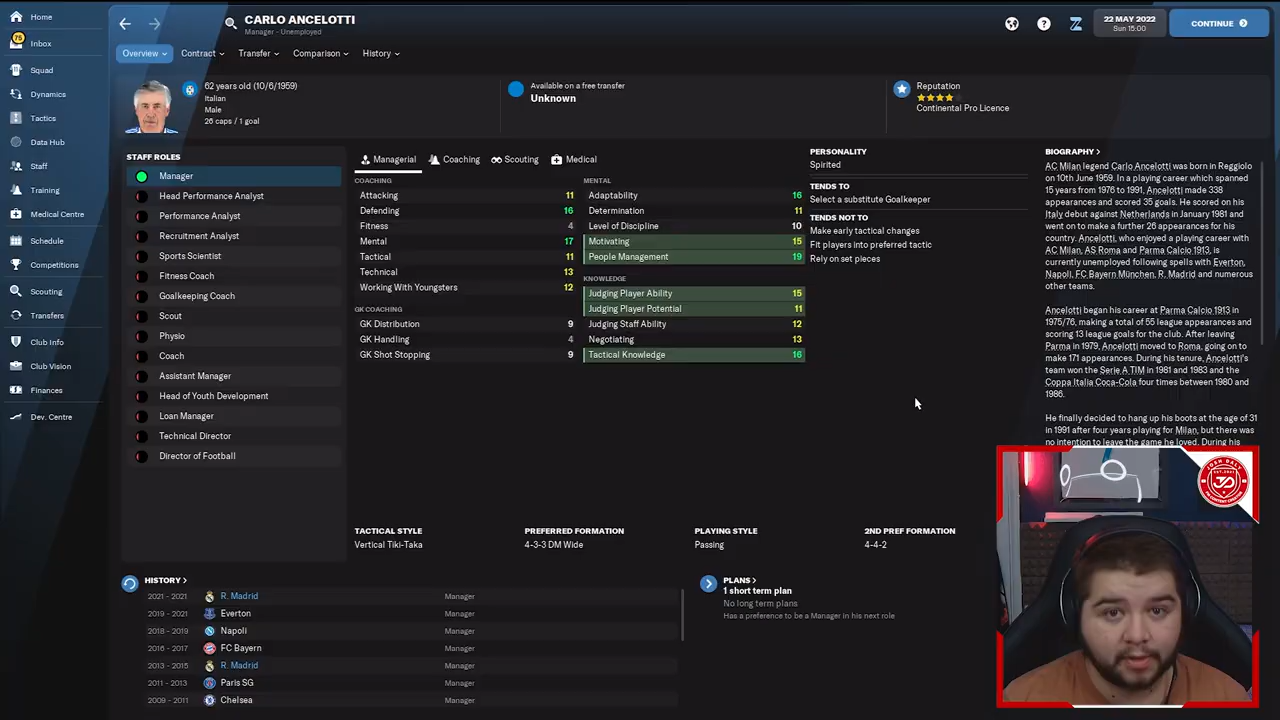 Home
CARLO ANCELOTTI
Manager - Unemployed
22 MAY 2022
Sun 15:00
CONTINUE
75
Inbox
Squad
Dynamics
Tactics
Data Hub
Staff
Training
Medical Centre
Schedule
Competitions
Scouting
Transfers
Club Info
Club Vision
Finances
Dev. Centre
Overview
Contract
Transfer
Comparison
History
62 years old (10/6/1959)
Italian
Male
26 caps / 1 goal
Available on a free transfer
Unknown
Reputation
Continental Pro Licence
STAFF ROLES
Manager
Head Performance Analyst
Performance Analyst
Recruitment Analyst
Sports Scientist
Fitness Coach
Goalkeeping Coach
Scout
Physio
Coach
Assistant Manager
Head of Youth Development
Loan Manager
Technical Director
Director of Football
Managerial
Coaching
Scouting
Medical
COACHING
Attacking 11
Defending 16
Fitness 4
Mental 17
Tactical 11
Technical 13
Working With Youngsters 12
GK COACHING
GK Distribution 9
GK Handling 4
GK Shot Stopping 9
MENTAL
Adaptability 16
Determination 11
Level of Discipline 10
Motivating 15
People Management 19
KNOWLEDGE
Judging Player Ability 15
Judging Player Potential 11
Judging Staff Ability 12
Negotiating 13
Tactical Knowledge 16
PERSONALITY
Spirited
TENDS TO
Select a substitute Goalkeeper
TENDS NOT TO
Make early tactical changes
Fit players into preferred tactic
Rely on set pieces
BIOGRAPHY >
AC Milan legend Carlo Ancelotti was born in Reggiolo
on 10th June 1959. In a playing career which spanned
15 years from 1976 to 1991, Ancelotti made 338
appearances and scored 35 goals. He scored on his
Italy debut against Netherlands in January 1981 and
went on to make a further 26 appearances for his
country. Ancelotti, who enjoyed a playing career with
AC Milan, AS Roma and Parma Calcio 1913, is
currently unemployed following spells with Everton,
Napoli, FC Bayern München, R. Madrid and numerous
other teams.
Ancelotti began his career at Parma Calcio 1913 in
1975/76, making a total of 55 league appearances and
scoring 13 league goals for the club. After leaving
Parma in 1979, Ancelotti moved to Roma, going on to
make 171 appearances. During his tenure, Ancelotti's
team won the Serie A TIM in 1981 and 1983 and the
Coppa Italia Coca-Cola four times between 1980 and
1986.
He finally decided to hang up his boots at the age of 31
in 1991 after four years playing for Milan, but there was
no intention to leave the game he loved. During his
JOSH DALY
JD
TACTICAL STYLE
Vertical Tiki-Taka
PREFERRED FORMATION
4-3-3 DM Wide
PLAYING STYLE
Passing
2ND PREF FORMATION
4-4-2
HISTORY >
2021 - 2021 R. Madrid Manager
2019 - 2021 Everton Manager
2018 - 2019 Napoli Manager
2016 - 2017 FC Bayern Manager
2013 - 2015 R. Madrid Manager
2011 - 2013 Paris SG Manager
2009 - 2011 Chelsea Manager
PLANS >
1 short term plan
No long term plans
Has a preference to be a Manager in his next role